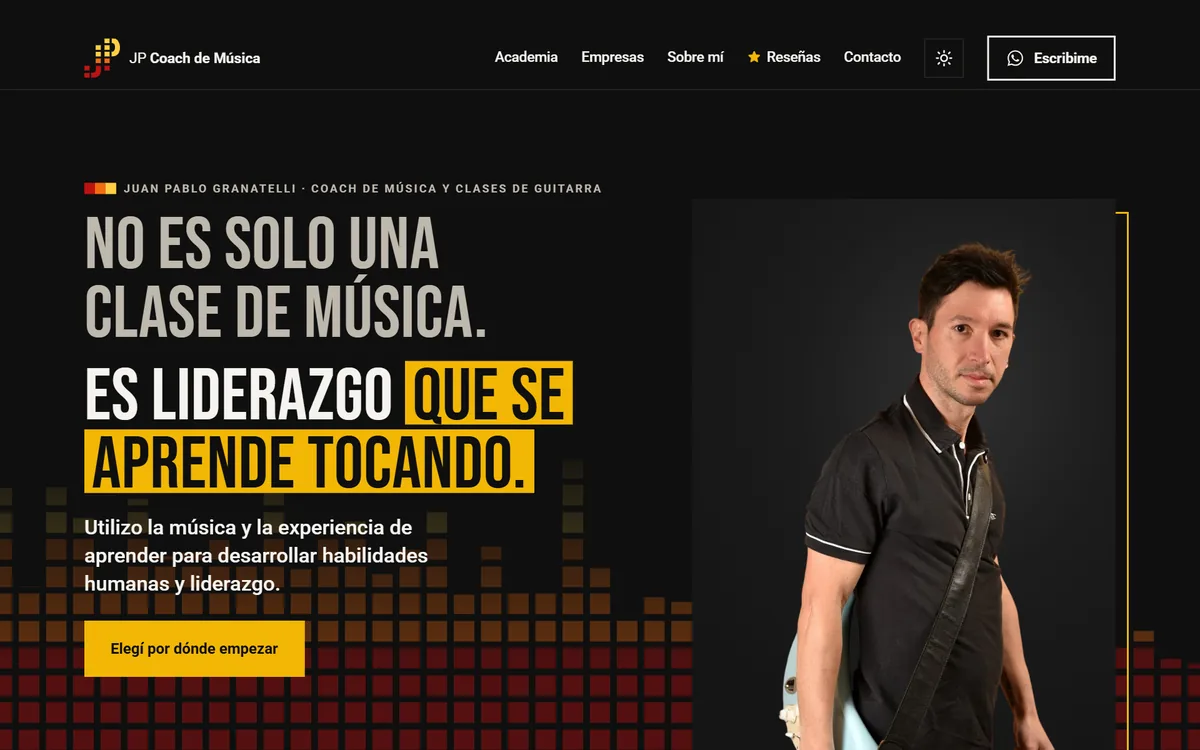 JP Coach de Música
Academia
Empresas
Sobre mí
Reseñas
Contacto
Escribime
JUAN PABLO GRANATELLI · COACH DE MÚSICA Y CLASES DE GUITARRA
NO ES SOLO UNA
CLASE DE MÚSICA.
ES LIDERAZGO QUE SE
APRENDE TOCANDO.
Utilizo la música y la experiencia de
aprender para desarrollar habilidades
humanas y liderazgo.
Elegí por dónde empezar